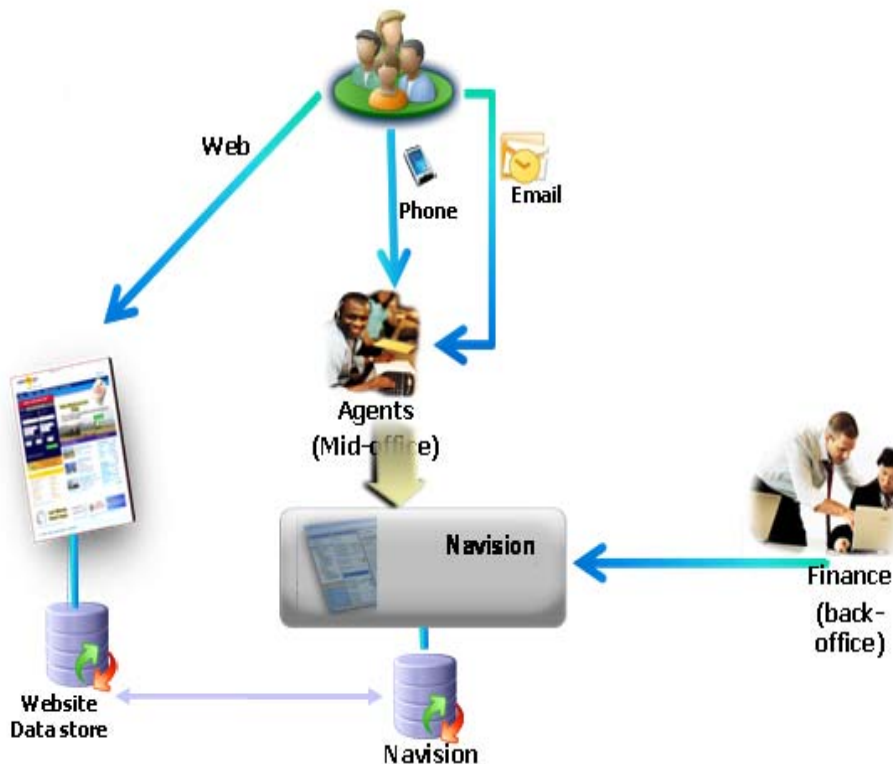 Web
Phone
Email
Agents
(Mid-office)
Navision
Finance
(back-
office)
Website
Data store
Navision